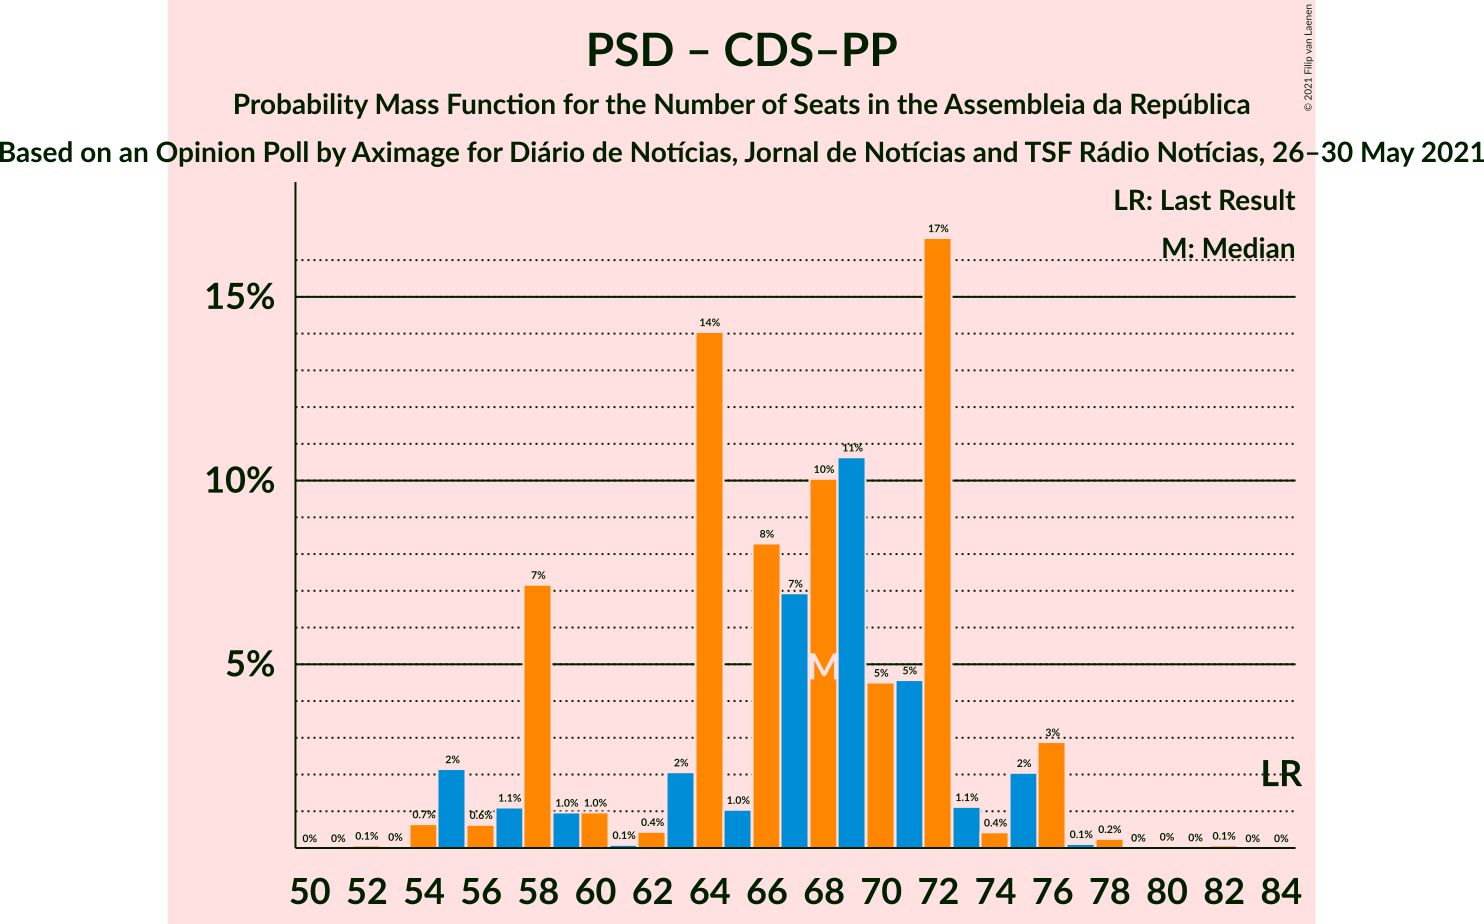 PSD – CDS–PP
Probability Mass Function for the Number of Seats in the Assembleia da República
Based on an Opinion Poll by Aximage for Diário de Notícias, Jornal de Notícias and TSF Rádio Notícias, 26–30 May 2021
© 2021 Filip van Laenen
LR: Last Result
M: Median
15%
10%
5%
0% 0% 0.1% 0% 0.7% 2% 0.6% 1.1% 7% 1.0% 1.0% 0.1% 0.4% 2% 14% 1.0% 8% 7% 10% 11% 5% 5% 17% 1.1% 0.4% 2% 3% 0.1% 0.2% 0% 0% 0% 0.1% 0% 0%
M
LR
50 52 54 56 58 60 62 64 66 68 70 72 74 76 78 80 82 84